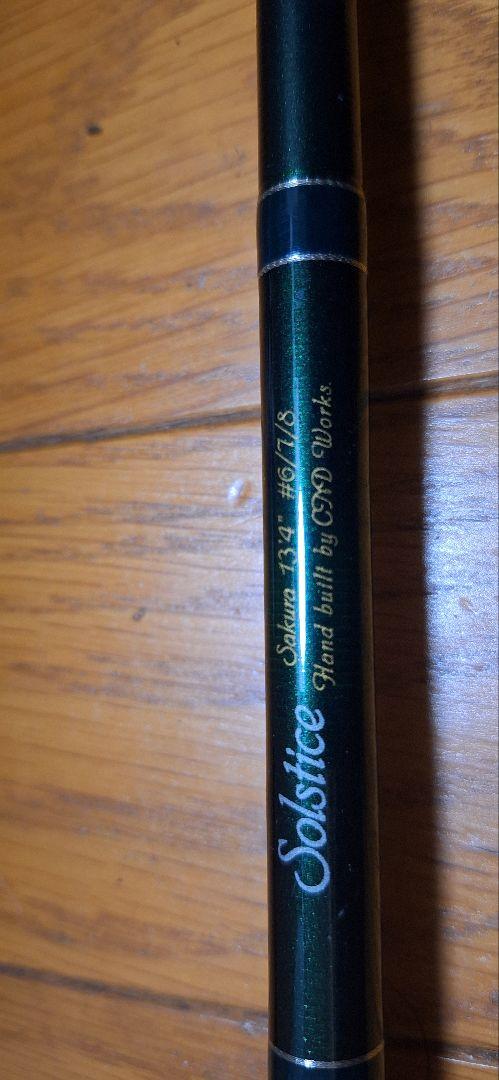 Solstice
Sakura 13'4" #6/7/8
Hand built by CND Works.